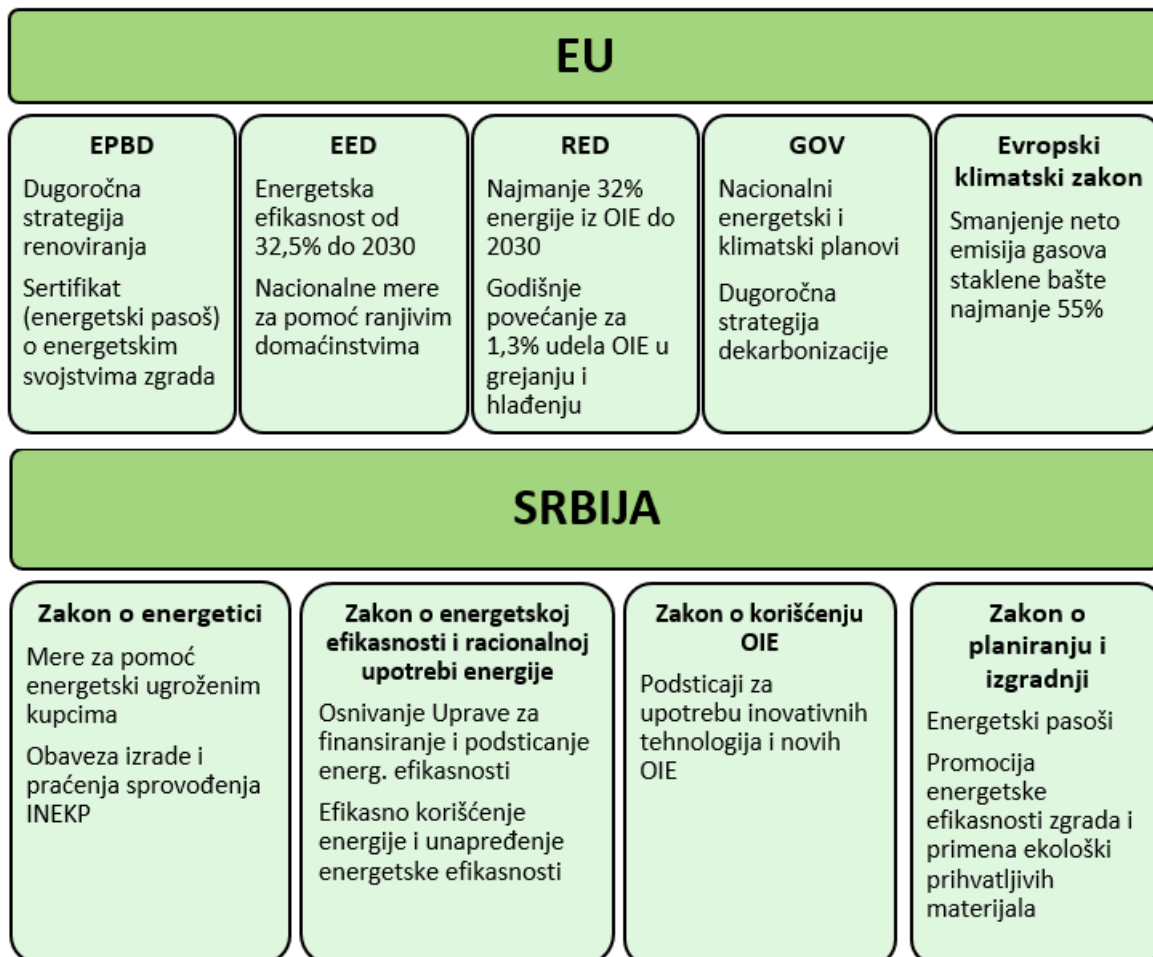 EU
EPBD
Dugoročna
strategija
renoviranja
Sertifikat
(energetski pasoš)
o energetskim
svojstvima zgrada
EED
Energetska
efikasnost od
32,5% do 2030
Nacionalne mere
za pomoć ranjivim
domaćinstvima
RED
Najmanje 32%
energije iz OIE do
2030
Godišnje
povećanje za
1,3% udela OIE u
grejanju i
hlađenju
GOV
Nacionalni
energetski i
klimatski planovi
Dugoročna
strategija
dekarbonizacije
Evropski
klimatski zakon
Smanjenje neto
emisija gasova
staklene bašte
najmanje 55%
SRBIJA
Zakon o energetici
Mere za pomoć
energetski ugroženim
kupcima
Obaveza izrade i
praćenja sprovođenja
INEKP
Zakon o energetskoj
efikasnosti i racionalnoj
upotrebi energije
Osnivanje Uprave za
finansiranje i podsticanje
energ. efikasnosti
Efikasno korišćenje
energije i unapređenje
energetske efikasnosti
Zakon o korišćenju
OIE
Podsticaji za
upotrebu inovativnih
tehnologija i novih
OIE
Zakon o
planiranju i
izgradnji
Energetski pasoši
Promocija
energetske
efikasnosti zgrada i
primena ekološki
prihvatljivih
materijala